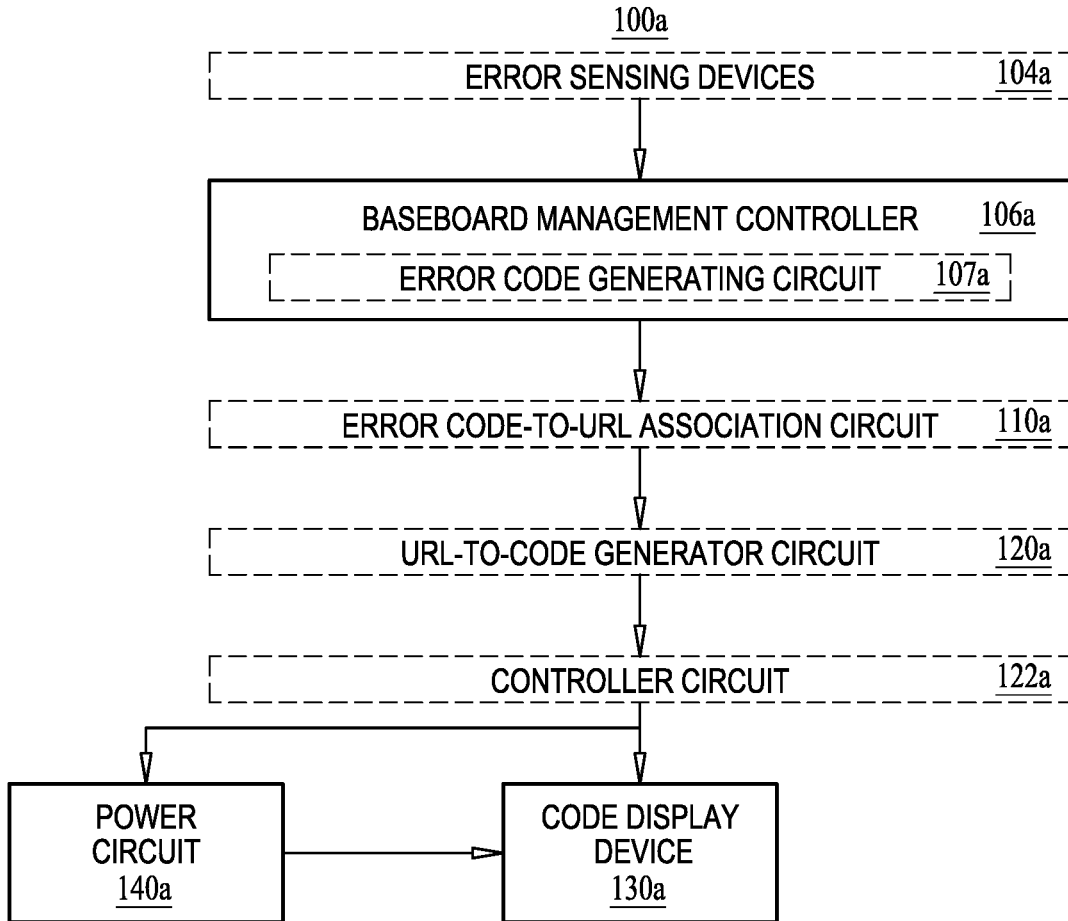 100a
ERROR SENSING DEVICES 104a
BASEBOARD MANAGEMENT CONTROLLER 106a
ERROR CODE GENERATING CIRCUIT 107a
ERROR CODE-TO-URL ASSOCIATION CIRCUIT 110a
URL-TO-CODE GENERATOR CIRCUIT 120a
CONTROLLER CIRCUIT 122a
POWER
CIRCUIT
140a
CODE DISPLAY
DEVICE
130a